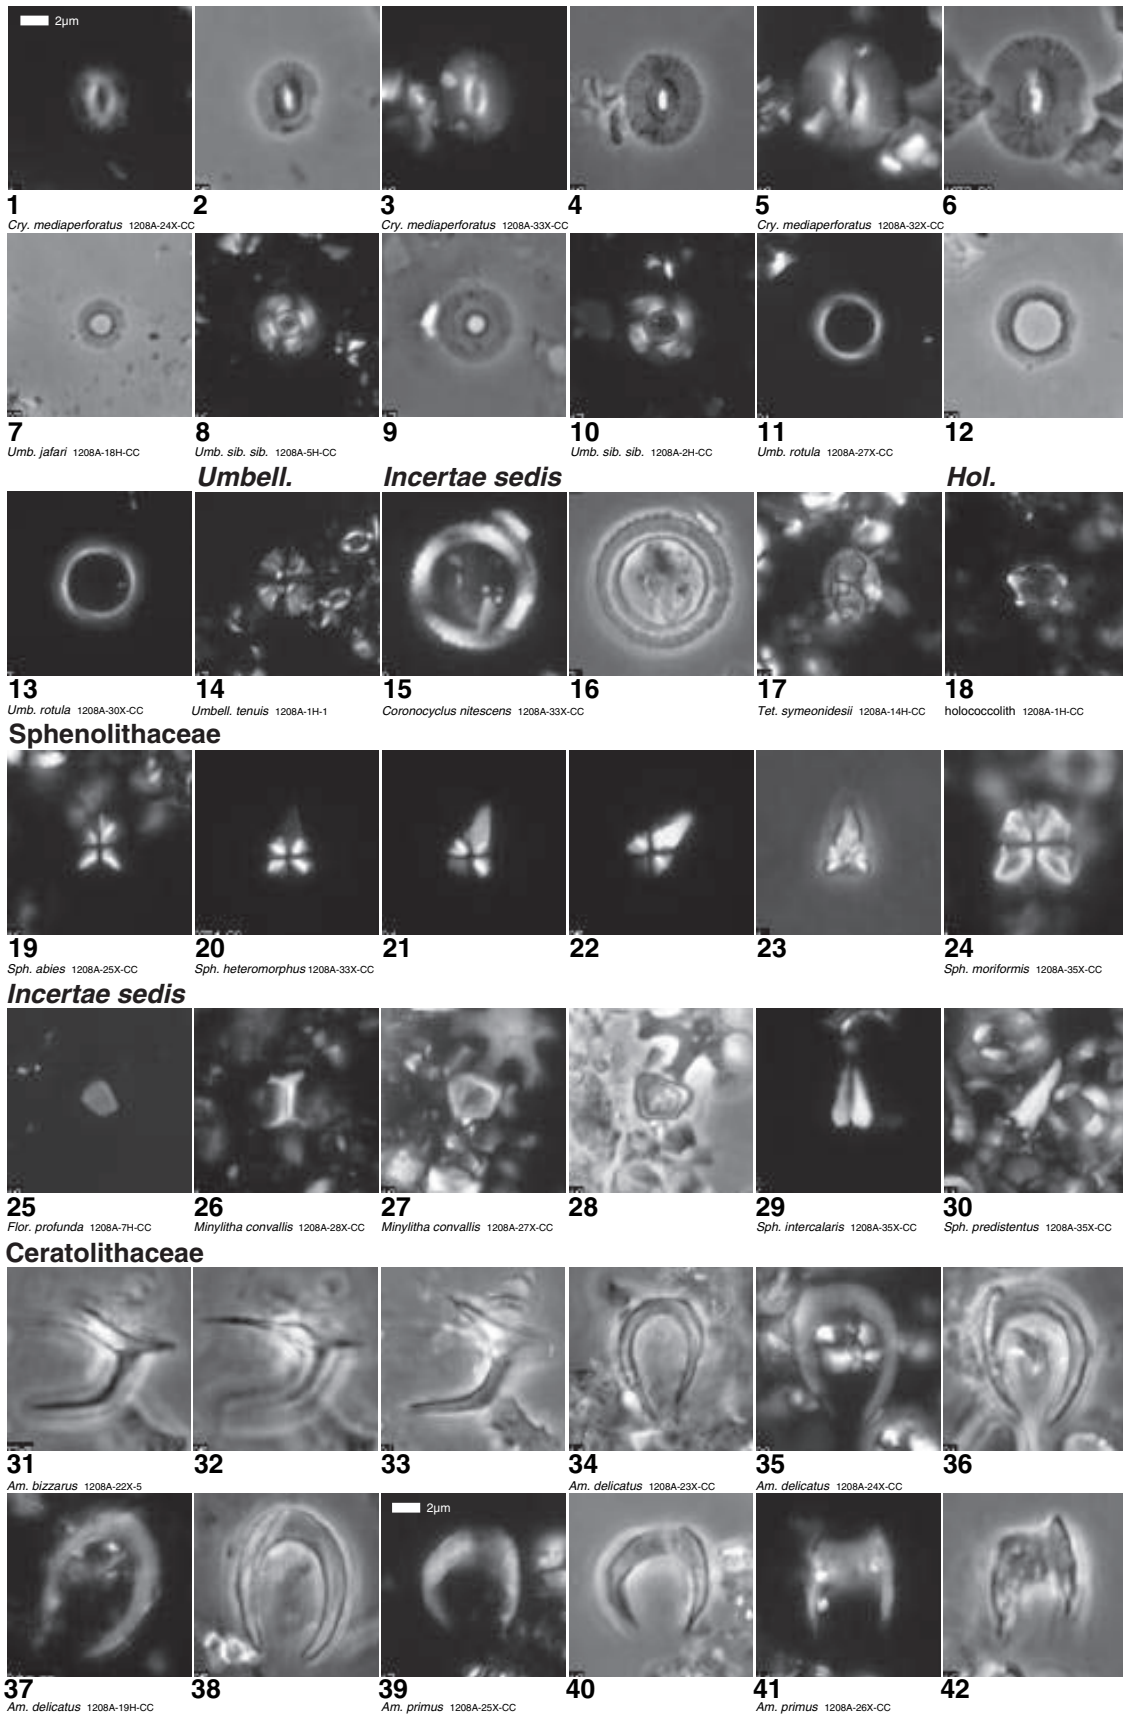 2µm
1 2 3 4 5 6
Cry. mediaperforatus 1208A-24X-CC Cry. mediaperforatus 1208A-33X-CC Cry. mediaperforatus 1208A-32X-CC
7 8 9 10 11 12
Umb. jafari 1208A-18H-CC Umb. sib. sib. 1208A-5H-CC Umb. sib. sib. 1208A-2H-CC Umb. rotula 1208A-27X-CC
Umbell. Incertae sedis Hol.
13 14 15 16 17 18
Umb. rotula 1208A-30X-CC Umbell. tenuis 1208A-1H-1 Coronocyclus nitescens 1208A-33X-CC Tet. symeonidesii 1208A-14H-CC holococcolith 1208A-1H-CC
Sphenolithaceae
19 20 21 22 23 24
Sph. abies 1208A-25X-CC Sph. heteromorphus 1208A-33X-CC Sph. moriformis 1208A-35X-CC
Incertae sedis
25 26 27 28 29 30
Flor. profunda 1208A-7H-CC Minylitha convallis 1208A-28X-CC Minylitha convallis 1208A-27X-CC Sph. intercalaris 1208A-35X-CC Sph. predistentus 1208A-35X-CC
Ceratolithaceae
31 32 33 34 35 36
Am. bizzarus 1208A-22X-5 Am. delicatus 1208A-23X-CC Am. delicatus 1208A-24X-CC
2µm
37 38 39 40 41 42
Am. delicatus 1208A-19H-CC Am. primus 1208A-25X-CC Am. primus 1208A-26X-CC